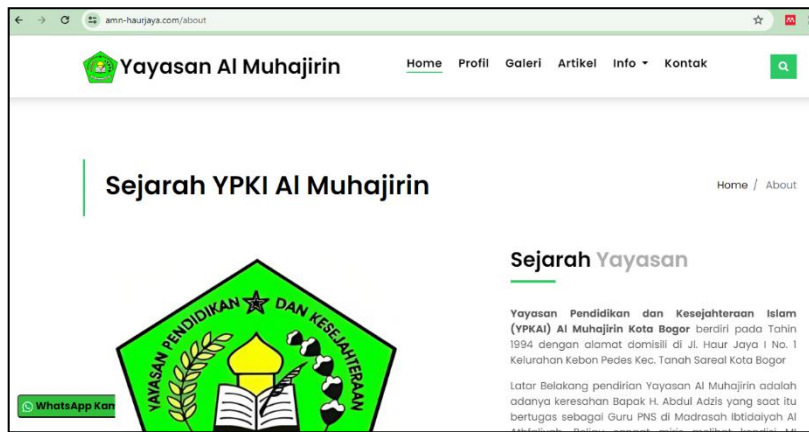 amn-haurjaya.com/about
Yayasan Al Muhajirin
Home Profil Galeri Artikel Info Kontak
Sejarah YPKI Al Muhajirin
Home / About
YAYASAN PENDIDIKAN DAN KESEJAHTERAAN
Sejarah Yayasan
Yayasan Pendidikan dan Kesejahteraan Islam
(YPKAI) Al Muhajirin Kota Bogor berdiri pada Tahin
1994 dengan alamat domisili di Jl. Haur Jaya I No. 1
Kelurahan Kebon Pedes Kec. Tanah Sareal Kota Bogor
Latar Belakang pendirian Yayasan Al Muhajirin adalah
adanya keresahan Bapak H. Abdul Adzis yang saat itu
bertugas sebagai Guru PNS di Madrasah Ibtidaiyah Al
WhatsApp Kam